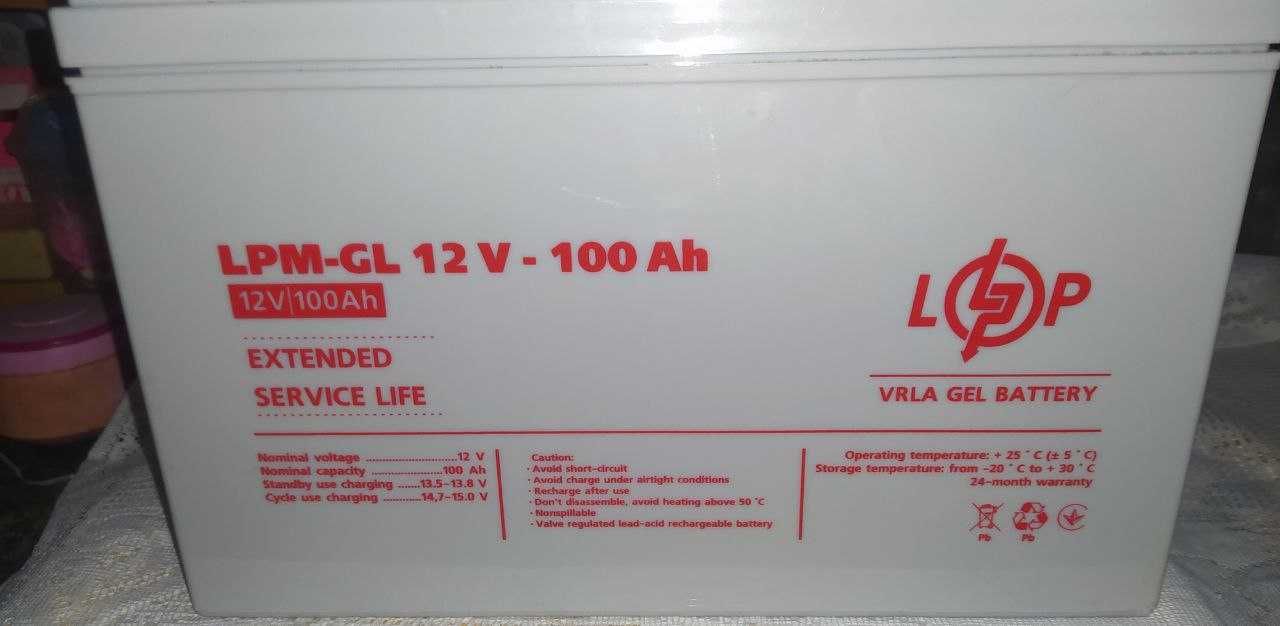 LPM-GL 12 V - 100 Ah
12V|100Ah
EXTENDED
SERVICE LIFE
LP
VRLA GEL BATTERY
Nominal voltage ...........................12 V
Nominal capacity .....................100 Ah
Standby use charging ......13.5-13.8 V
Cycle use charging ...........14,7-15.0 V
Caution:
· Avoid short-circuit
· Avoid charge under airtight conditions
· Recharge after use
· Don't disassemble, avoid heating above 50 °C
· Nonspillable
· Valve regulated lead-acid rechargeable battery
Operating temperature: + 25 ° C (± 5 °C)
Storage temperature: from -20 ° C to + 30 ° C
24-month warranty
Pb
Pb